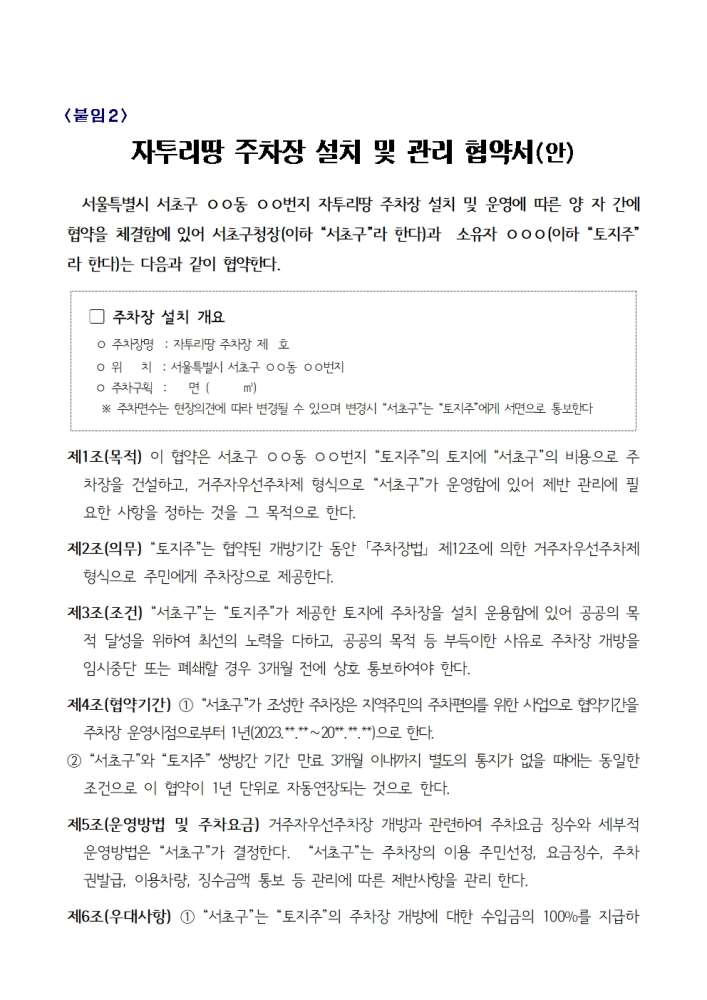 <붙임2>
자투리땅 주차장 설치 및 관리 협약서(안)
서울특별시 서초구 ㅇㅇ동 ㅇㅇ번지 자투리땅 주차장 설치 및 운영에 따른 양 자 간에
협약을 체결함에 있어 서초구청장(이하 “서초구”라 한다)과 소유자 ㅇㅇㅇ(이하 “토지주”
라 한다)는 다음과 같이 협약한다.
□ 주차장 설치 개요
ㅇ 주차장명 : 자투리땅 주차장 제 호
ㅇ 위 치 : 서울특별시 서초구 ㅇㅇ동 ㅇㅇ번지
ㅇ 주차구획 : 면 ( ㎡)
※ 주차면수는 현장의견에 따라 변경될 수 있으며 변경시 “서초구”는 “토지주”에게 서면으로 통보한다
제1조(목적) 이 협약은 서초구 ㅇㅇ동 ㅇㅇ번지 “토지주”의 토지에 “서초구”의 비용으로 주
차장을 건설하고, 거주자우선주차제 형식으로 “서초구”가 운영함에 있어 제반 관리에 필
요한 사항을 정하는 것을 그 목적으로 한다.
제2조(의무) “토지주”는 협약된 개방기간 동안 「주차장법」 제12조에 의한 거주자우선주차제
형식으로 주민에게 주차장으로 제공한다.
제3조(조건) “서초구”는 “토지주”가 제공한 토지에 주차장을 설치 운용함에 있어 공공의 목
적 달성을 위하여 최선의 노력을 다하고, 공공의 목적 등 부득이한 사유로 주차장 개방을
임시중단 또는 폐쇄할 경우 3개월 전에 상호 통보하여야 한다.
제4조(협약기간) ① “서초구”가 조성한 주차장은 지역주민의 주차편의를 위한 사업으로 협약기간을
주차장 운영시점으로부터 1년(2023.**.**~20**.**.**)으로 한다.
② “서초구”와 “토지주” 쌍방간 기간 만료 3개월 이내까지 별도의 통지가 없을 때에는 동일한
조건으로 이 협약이 1년 단위로 자동연장되는 것으로 한다.
제5조(운영방법 및 주차요금) 거주자우선주차장 개방과 관련하여 주차요금 징수와 세부적
운영방법은 “서초구”가 결정한다. “서초구”는 주차장의 이용 주민선정, 요금징수, 주차
권발급, 이용차량, 징수금액 통보 등 관리에 따른 제반사항을 관리 한다.
제6조(우대사항) ① “서초구”는 “토지주”의 주차장 개방에 대한 수입금의 100%를 지급하